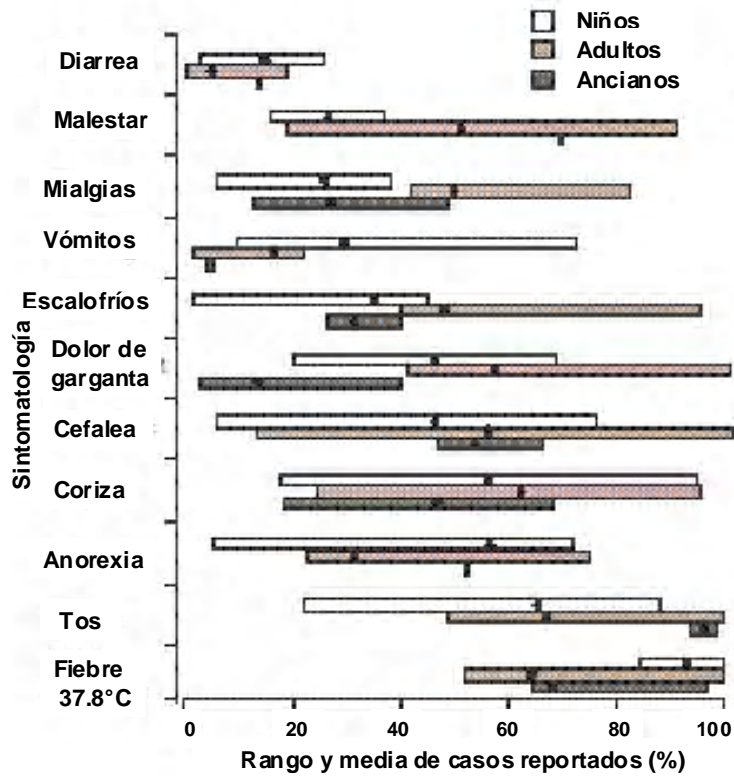 Niños
Adultos
Ancianos
Diarrea
Malestar
Mialgias
Vómitos
Escalofríos
Dolor de
garganta
Cefalea
Coriza
Anorexia
Tos
Fiebre
37.8°C
Sintomatología
0 20 40 60 80 100
Rango y media de casos reportados (%)